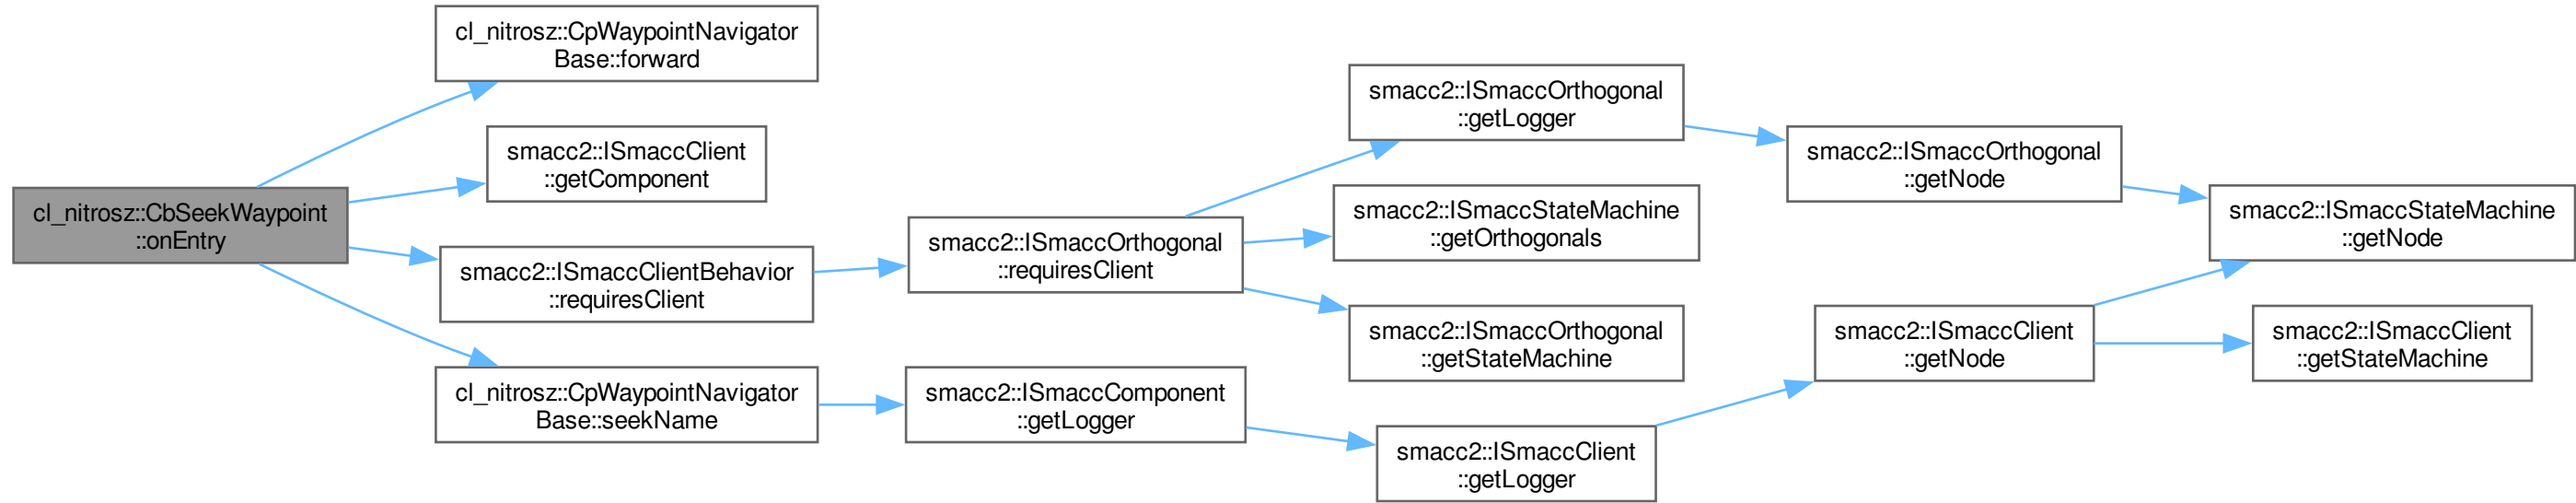 cl_nitrosz::CbSeekWaypoint
::onEntry
cl_nitrosz::CpWaypointNavigator
Base::forward
smacc2::ISmaccClient
::getComponent
smacc2::ISmaccClientBehavior
::requiresClient
cl_nitrosz::CpWaypointNavigator
Base::seekName
smacc2::ISmaccOrthogonal
::requiresClient
smacc2::ISmaccComponent
::getLogger
smacc2::ISmaccOrthogonal
::getLogger
smacc2::ISmaccStateMachine
::getOrthogonals
smacc2::ISmaccOrthogonal
::getStateMachine
smacc2::ISmaccClient
::getLogger
smacc2::ISmaccOrthogonal
::getNode
smacc2::ISmaccClient
::getNode
smacc2::ISmaccStateMachine
::getNode
smacc2::ISmaccClient
::getStateMachine